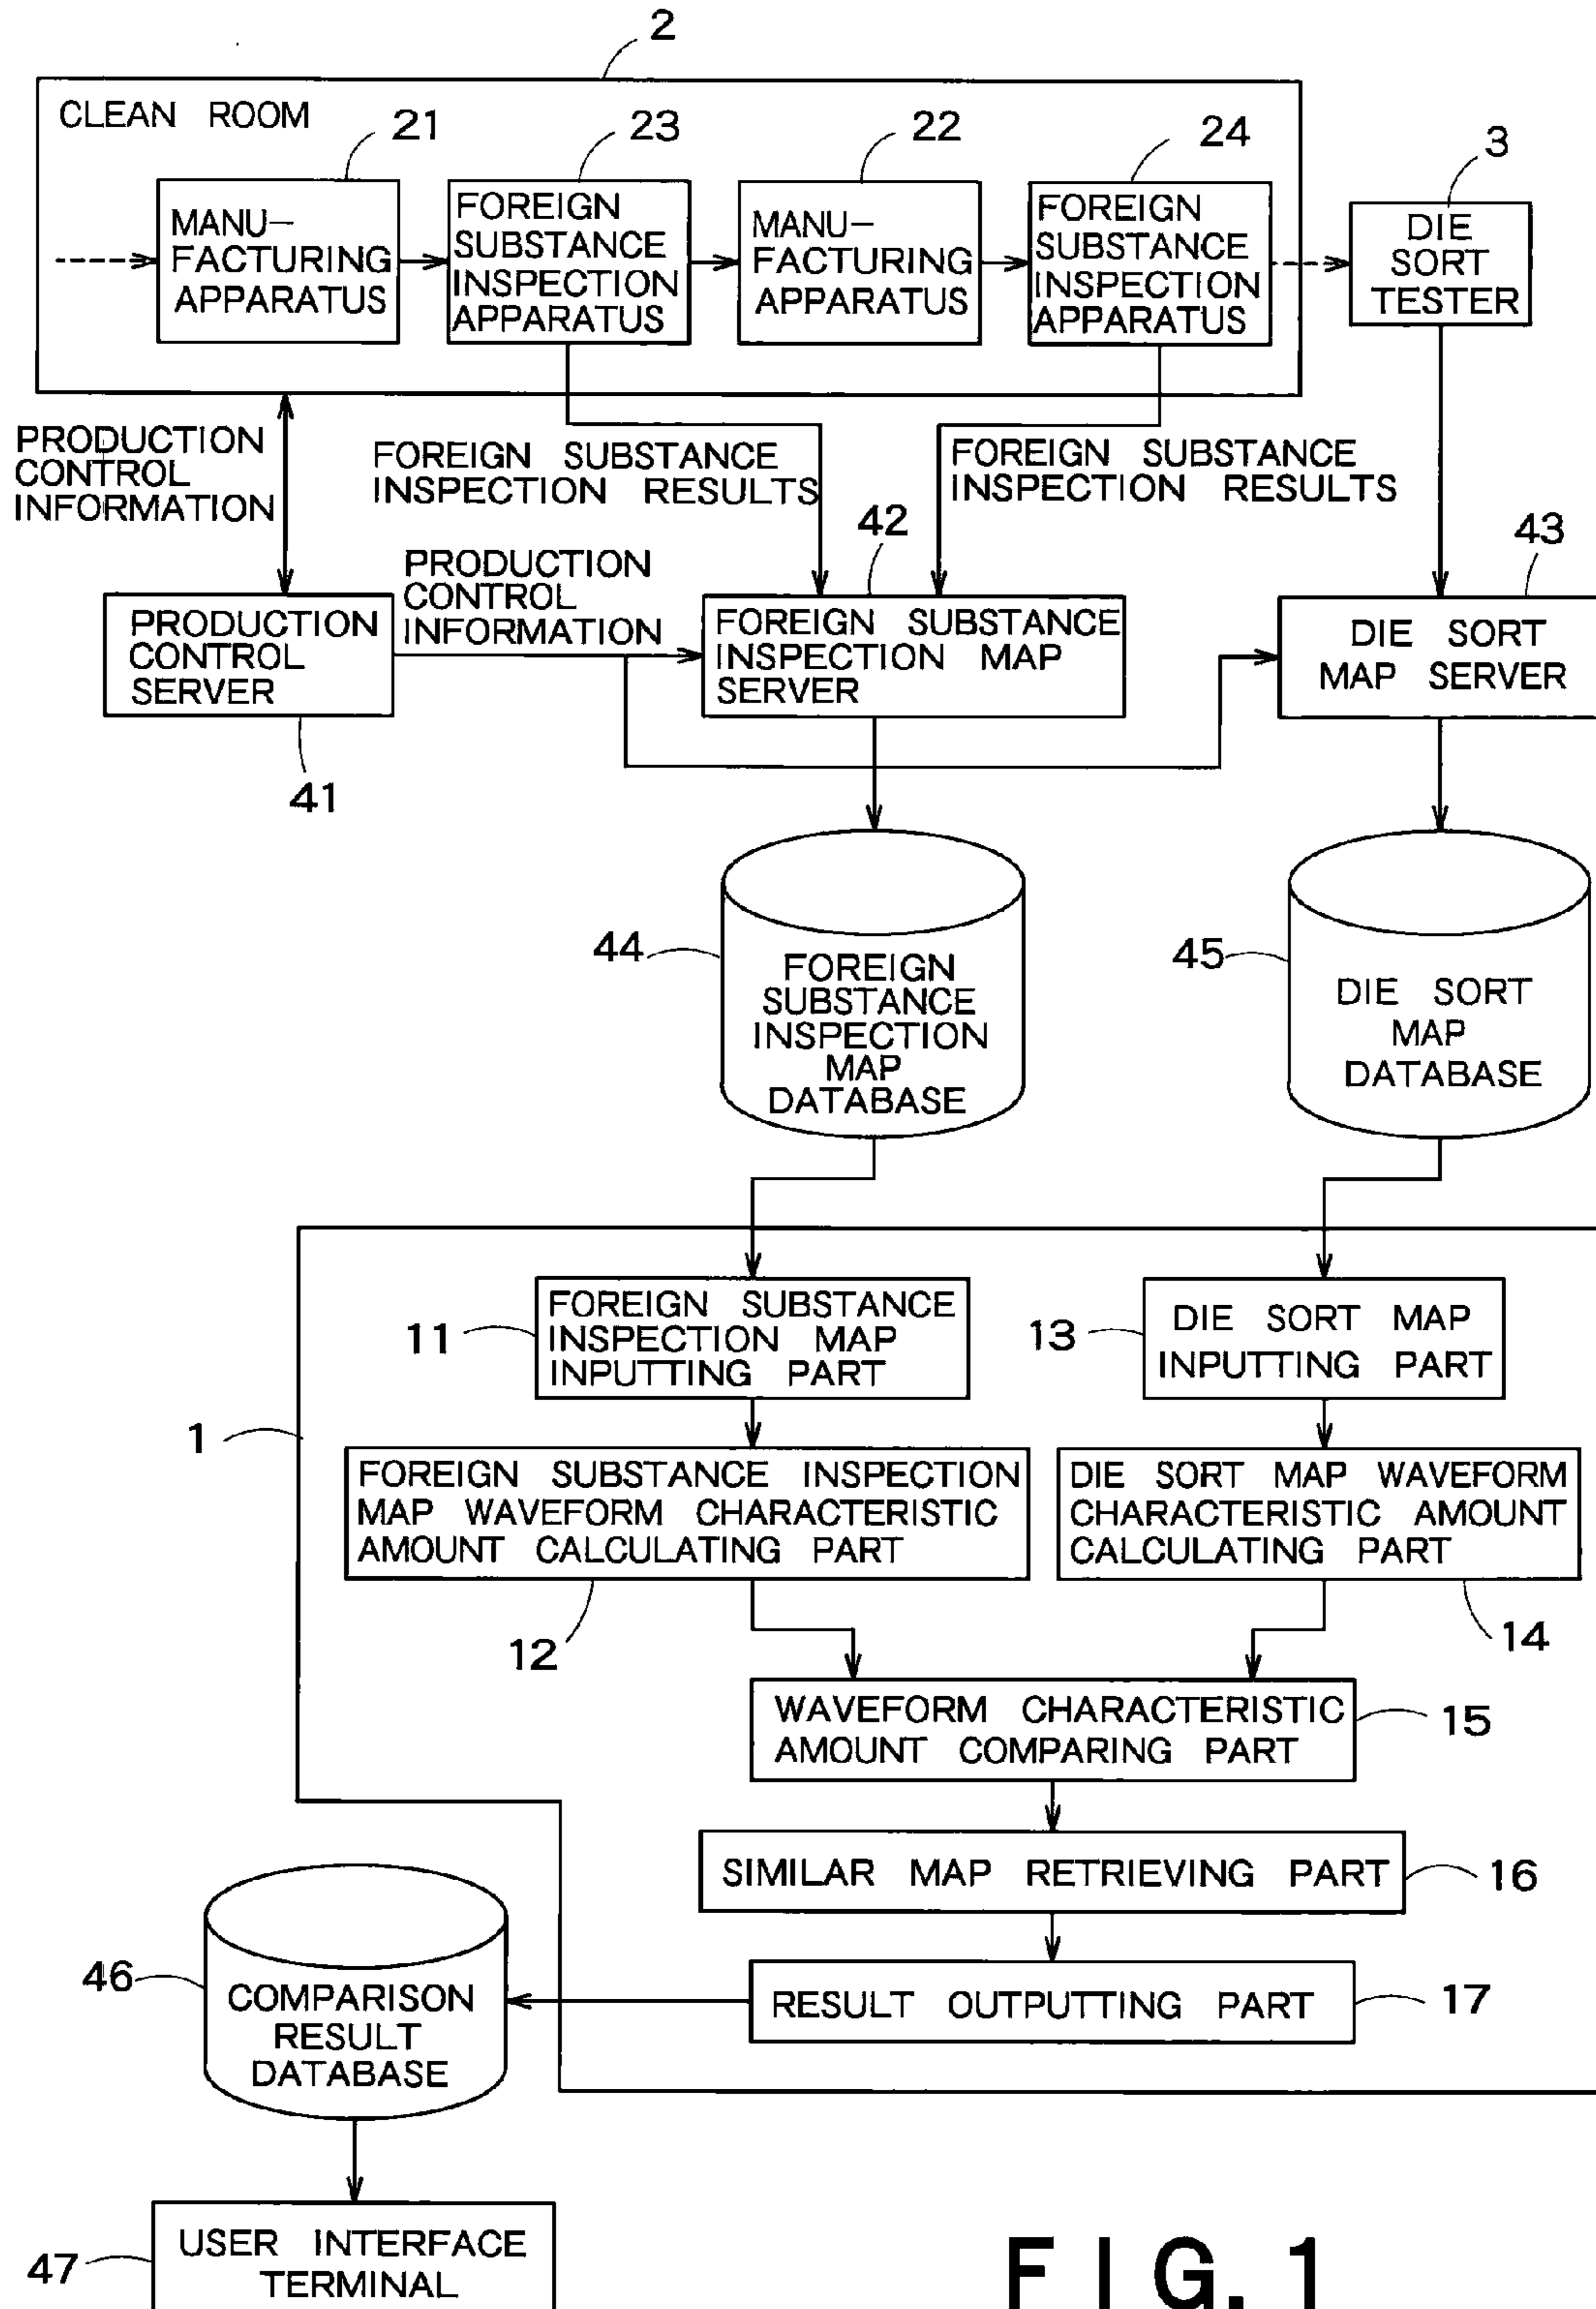 2
CLEAN ROOM
21
23
22
24
3
MANU-
FACTURING
APPARATUS
FOREIGN
SUBSTANCE
INSPECTION
APPARATUS
MANU-
FACTURING
APPARATUS
FOREIGN
SUBSTANCE
INSPECTION
APPARATUS
DIE
SORT
TESTER
PRODUCTION
CONTROL
INFORMATION
FOREIGN SUBSTANCE
INSPECTION RESULTS
FOREIGN SUBSTANCE
INSPECTION RESULTS
42
43
PRODUCTION
CONTROL
INFORMATION
PRODUCTION
CONTROL
SERVER
FOREIGN SUBSTANCE
INSPECTION MAP
SERVER
DIE SORT
MAP SERVER
41
44
FOREIGN
SUBSTANCE
INSPECTION
MAP
DATABASE
45
DIE SORT
MAP
DATABASE
11
FOREIGN SUBSTANCE
INSPECTION MAP
INPUTTING PART
13
DIE SORT MAP
INPUTTING PART
1
FOREIGN SUBSTANCE INSPECTION
MAP WAVEFORM CHARACTERISTIC
AMOUNT CALCULATING PART
DIE SORT MAP WAVEFORM
CHARACTERISTIC AMOUNT
CALCULATING PART
12
14
WAVEFORM CHARACTERISTIC
AMOUNT COMPARING PART
15
SIMILAR MAP RETRIEVING PART
16
46
COMPARISON
RESULT
DATABASE
RESULT OUTPUTTING PART
17
47
USER INTERFACE
TERMINAL
FIG. 1